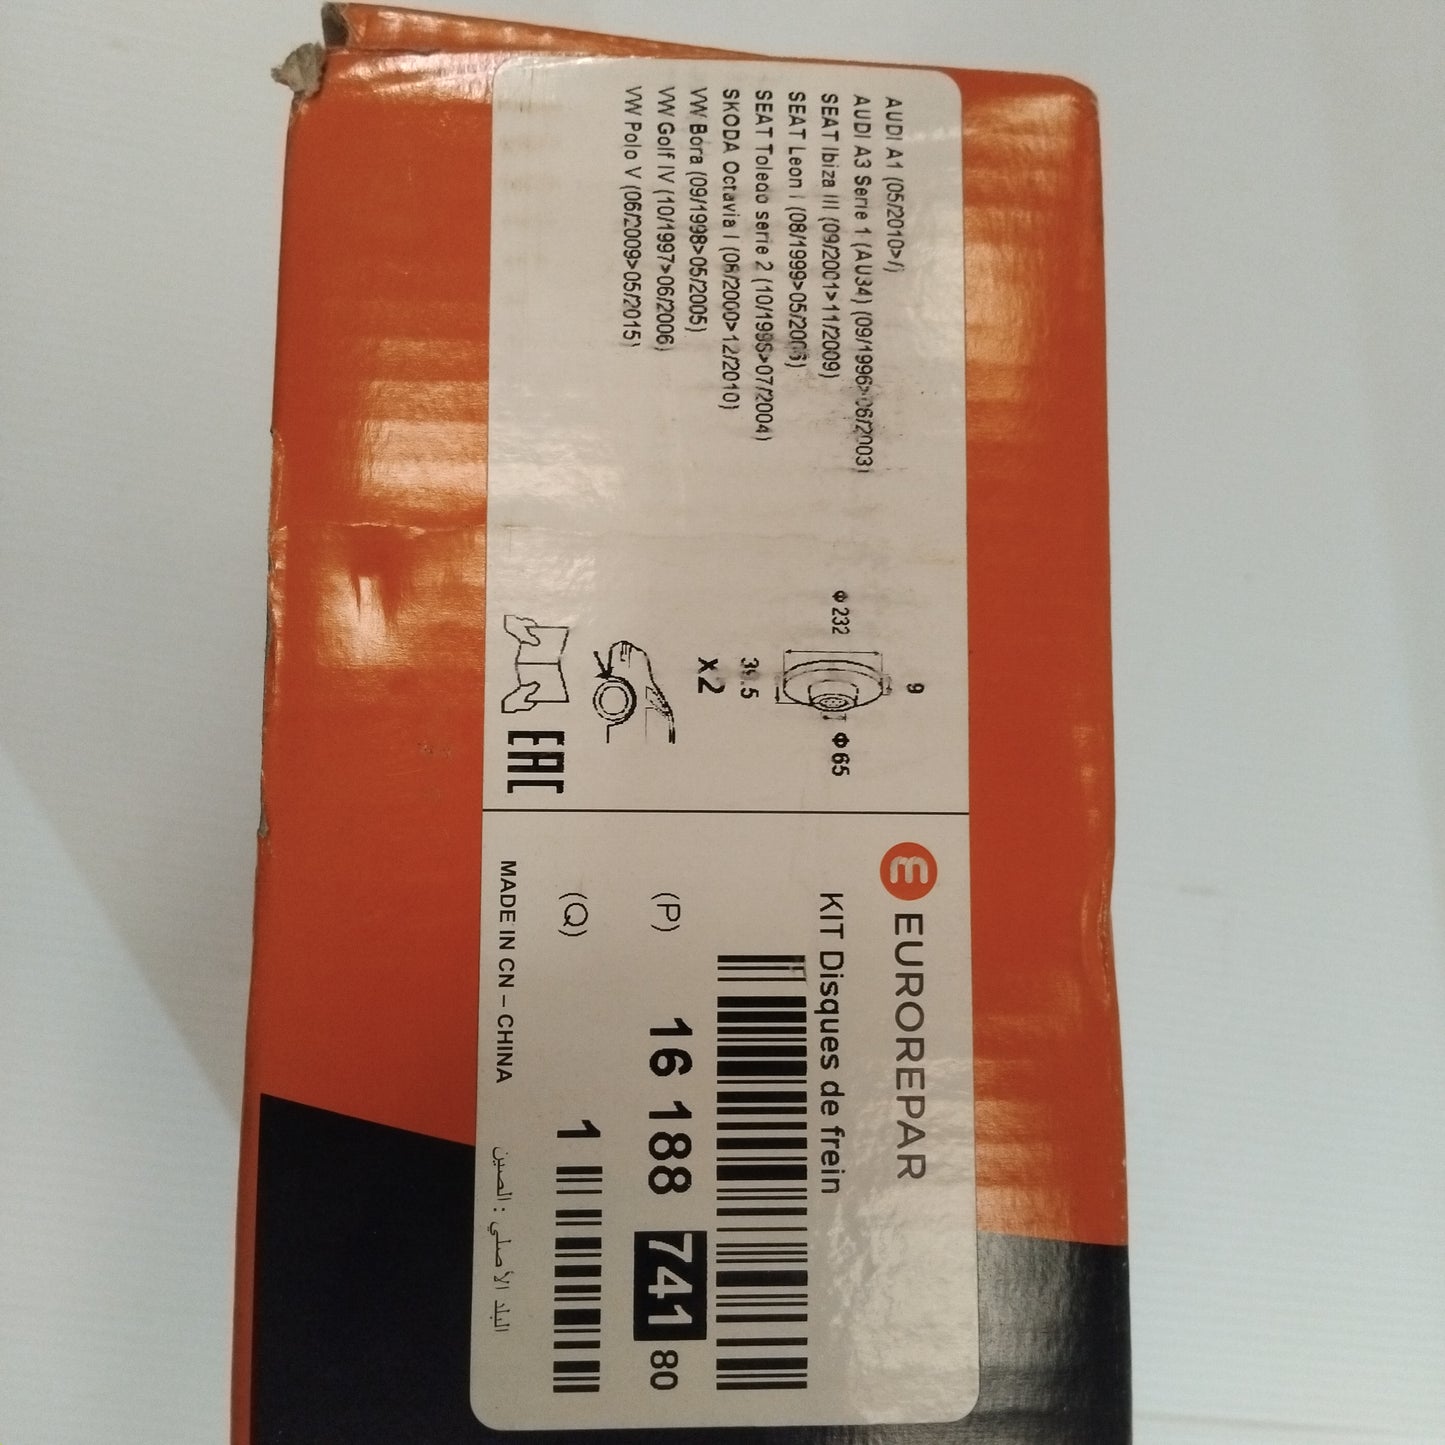 AUDI A1 (05/2010>/)
AUDI A3 Serie 1 (AU34) (09/1996>06/2003)
SEAT Ibiza III (09/2001>11/2009)
SEAT Leon I (08/1999>05/2006)
SEAT Toledo serie 2 (10/1998>07/2004)
SKODA Octavia I (06/2000>12/2010)
VW Bora (09/1998>05/2005)
VW Golf IV (10/1997>06/2006)
VW Polo V (06/2009>05/2015)
9
Φ 232
Φ 65
x2
EAC
EUROREPAR
KIT Disques de frein
(P) 16 188 741 80
(Q) 1
MADE IN CN – CHINA
البلد الأصلي : الصين